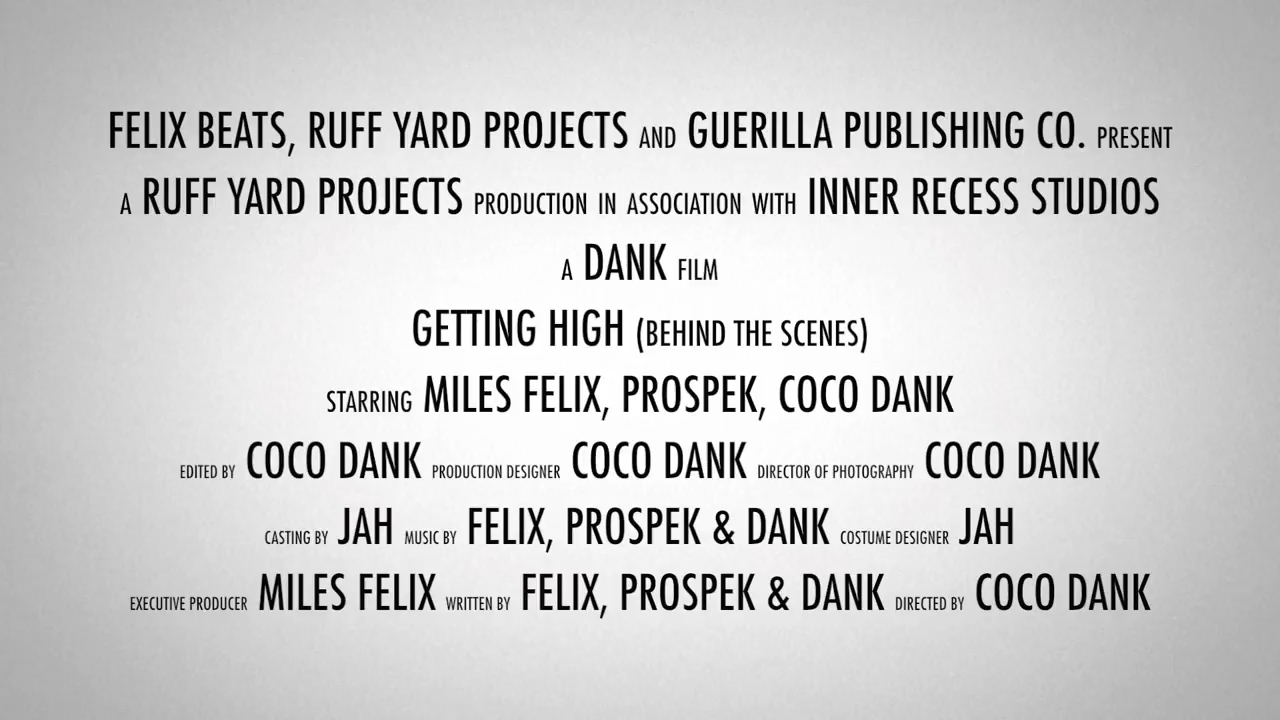 FELIX BEATS, RUFF YARD PROJECTS AND GUERILLA PUBLISHING CO. PRESENT
A RUFF YARD PROJECTS PRODUCTION IN ASSOCIATION WITH INNER RECESS STUDIOS
A DANK FILM
GETTING HIGH (BEHIND THE SCENES)
STARRING MILES FELIX, PROSPEK, COCO DANK
EDITED BY COCO DANK PRODUCTION DESIGNER COCO DANK DIRECTOR OF PHOTOGRAPHY COCO DANK
CASTING BY JAH MUSIC BY FELIX, PROSPEK & DANK COSTUME DESIGNER JAH
EXECUTIVE PRODUCER MILES FELIX WRITTEN BY FELIX, PROSPEK & DANK DIRECTED BY COCO DANK